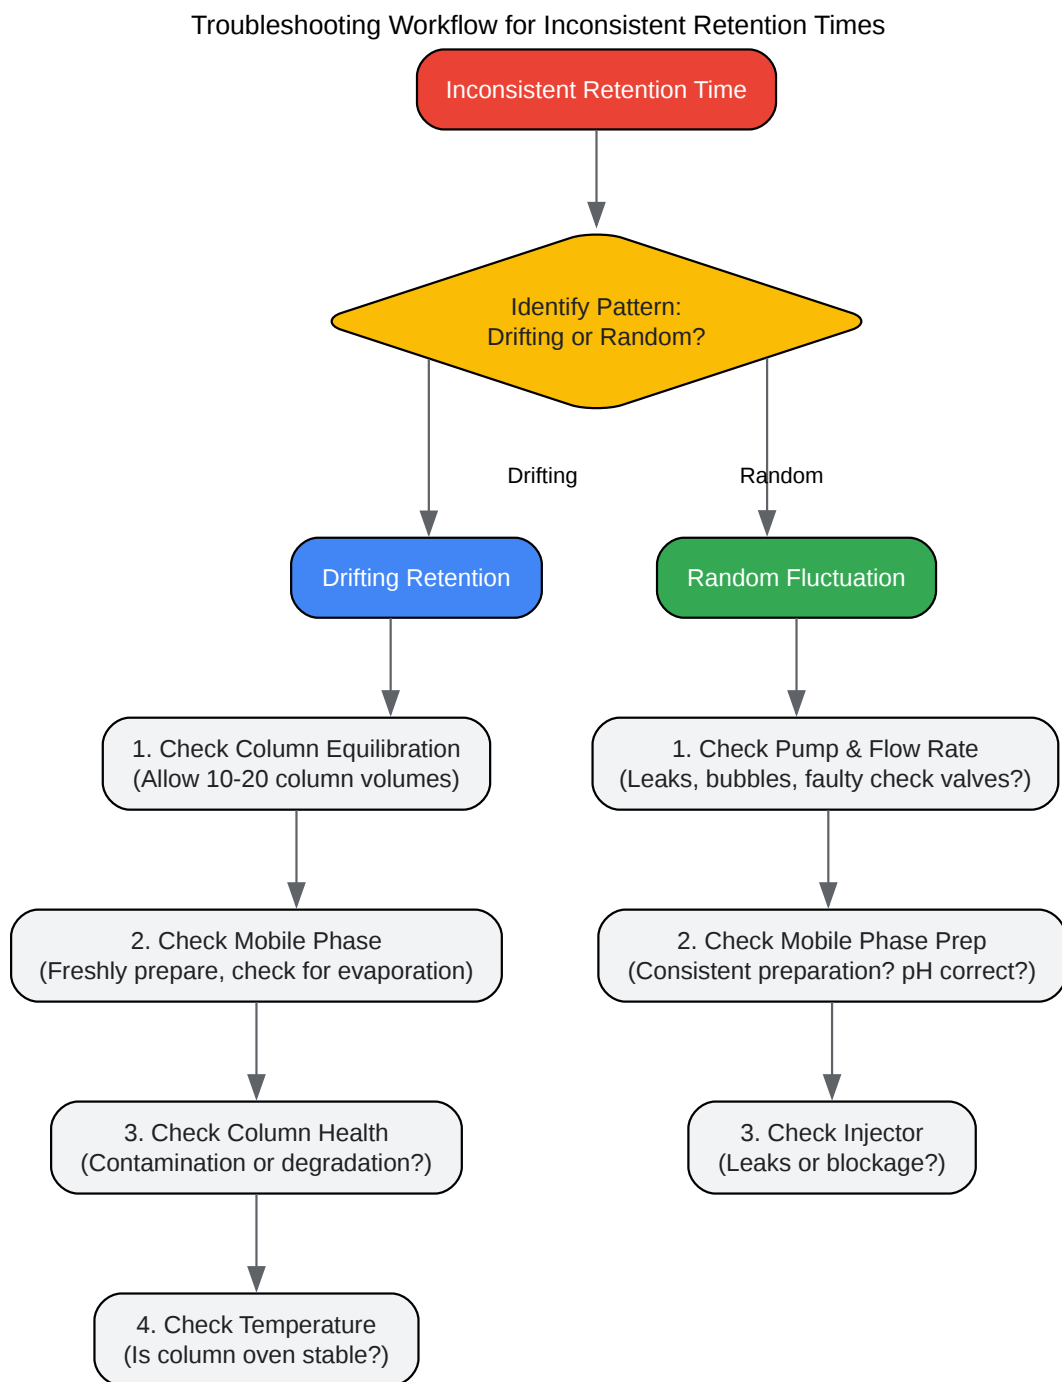 Troubleshooting Workflow for Inconsistent Retention Times
Inconsistent Retention Time
Identify Pattern:
Drifting or Random?
Drifting
Random
Drifting Retention
Random Fluctuation
1. Check Column Equilibration
(Allow 10-20 column volumes)
1. Check Pump & Flow Rate
(Leaks, bubbles, faulty check valves?)
2. Check Mobile Phase
(Freshly prepare, check for evaporation)
2. Check Mobile Phase Prep
(Consistent preparation? pH correct?)
3. Check Column Health
(Contamination or degradation?)
3. Check Injector
(Leaks or blockage?)
4. Check Temperature
(Is column oven stable?)